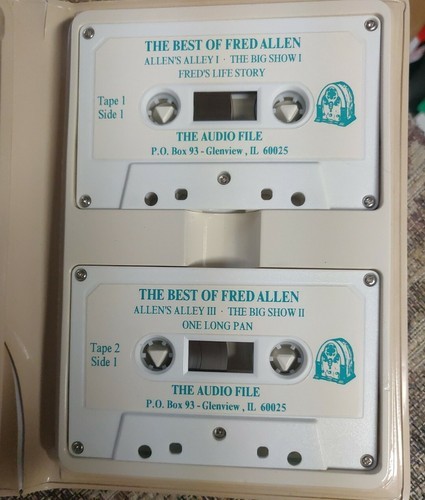 THE BEST OF FRED ALLEN
ALLEN'S ALLEY I · THE BIG SHOW I
FRED'S LIFE STORY
Tape 1
Side 1
THE AUDIO FILE
P.O. Box 93 - Glenview , IL 60025
THE BEST OF FRED ALLEN
ALLEN'S ALLEY III · THE BIG SHOW II
ONE LONG PAN
Tape 2
Side 1
THE AUDIO FILE
P.O. Box 93 - Glenview, IL 60025